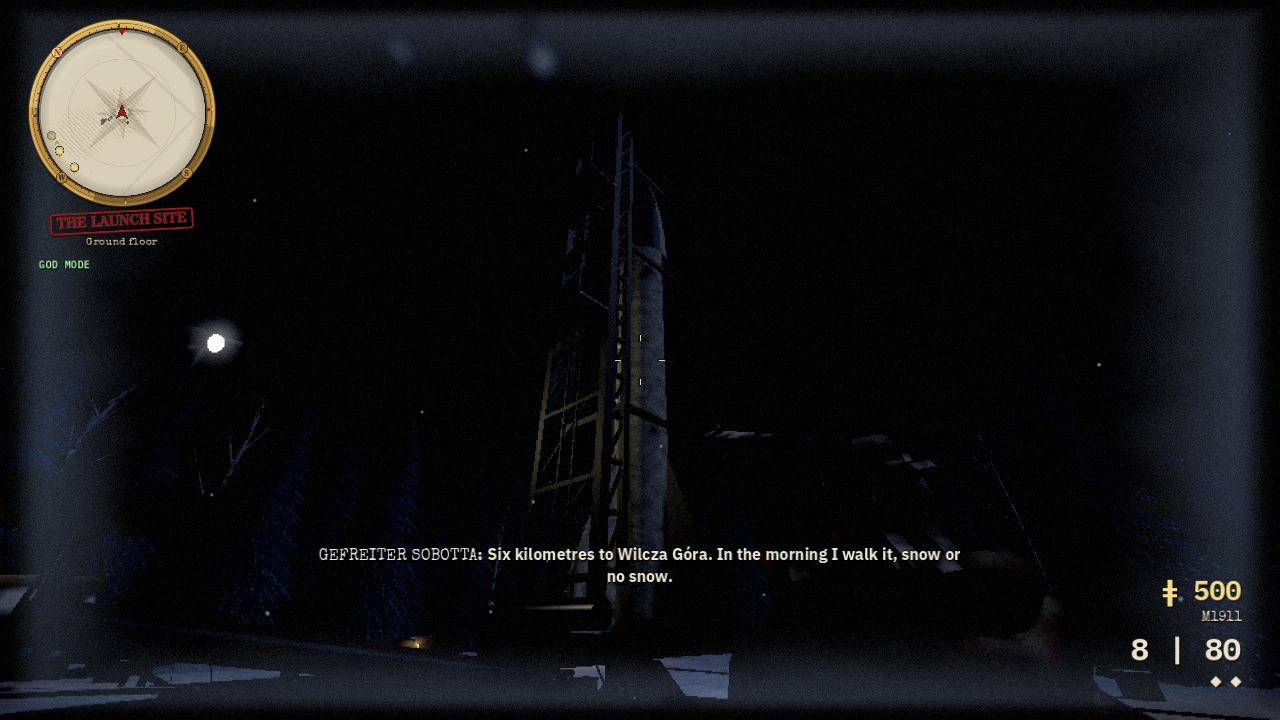 N
E
W
S
THE LAUNCH SITE
Ground floor
GOD MODE
GEFREITER SOBOTTA: Six kilometres to Wilcza Góra. In the morning I walk it, snow or
no snow.
500
M1911
8 | 80